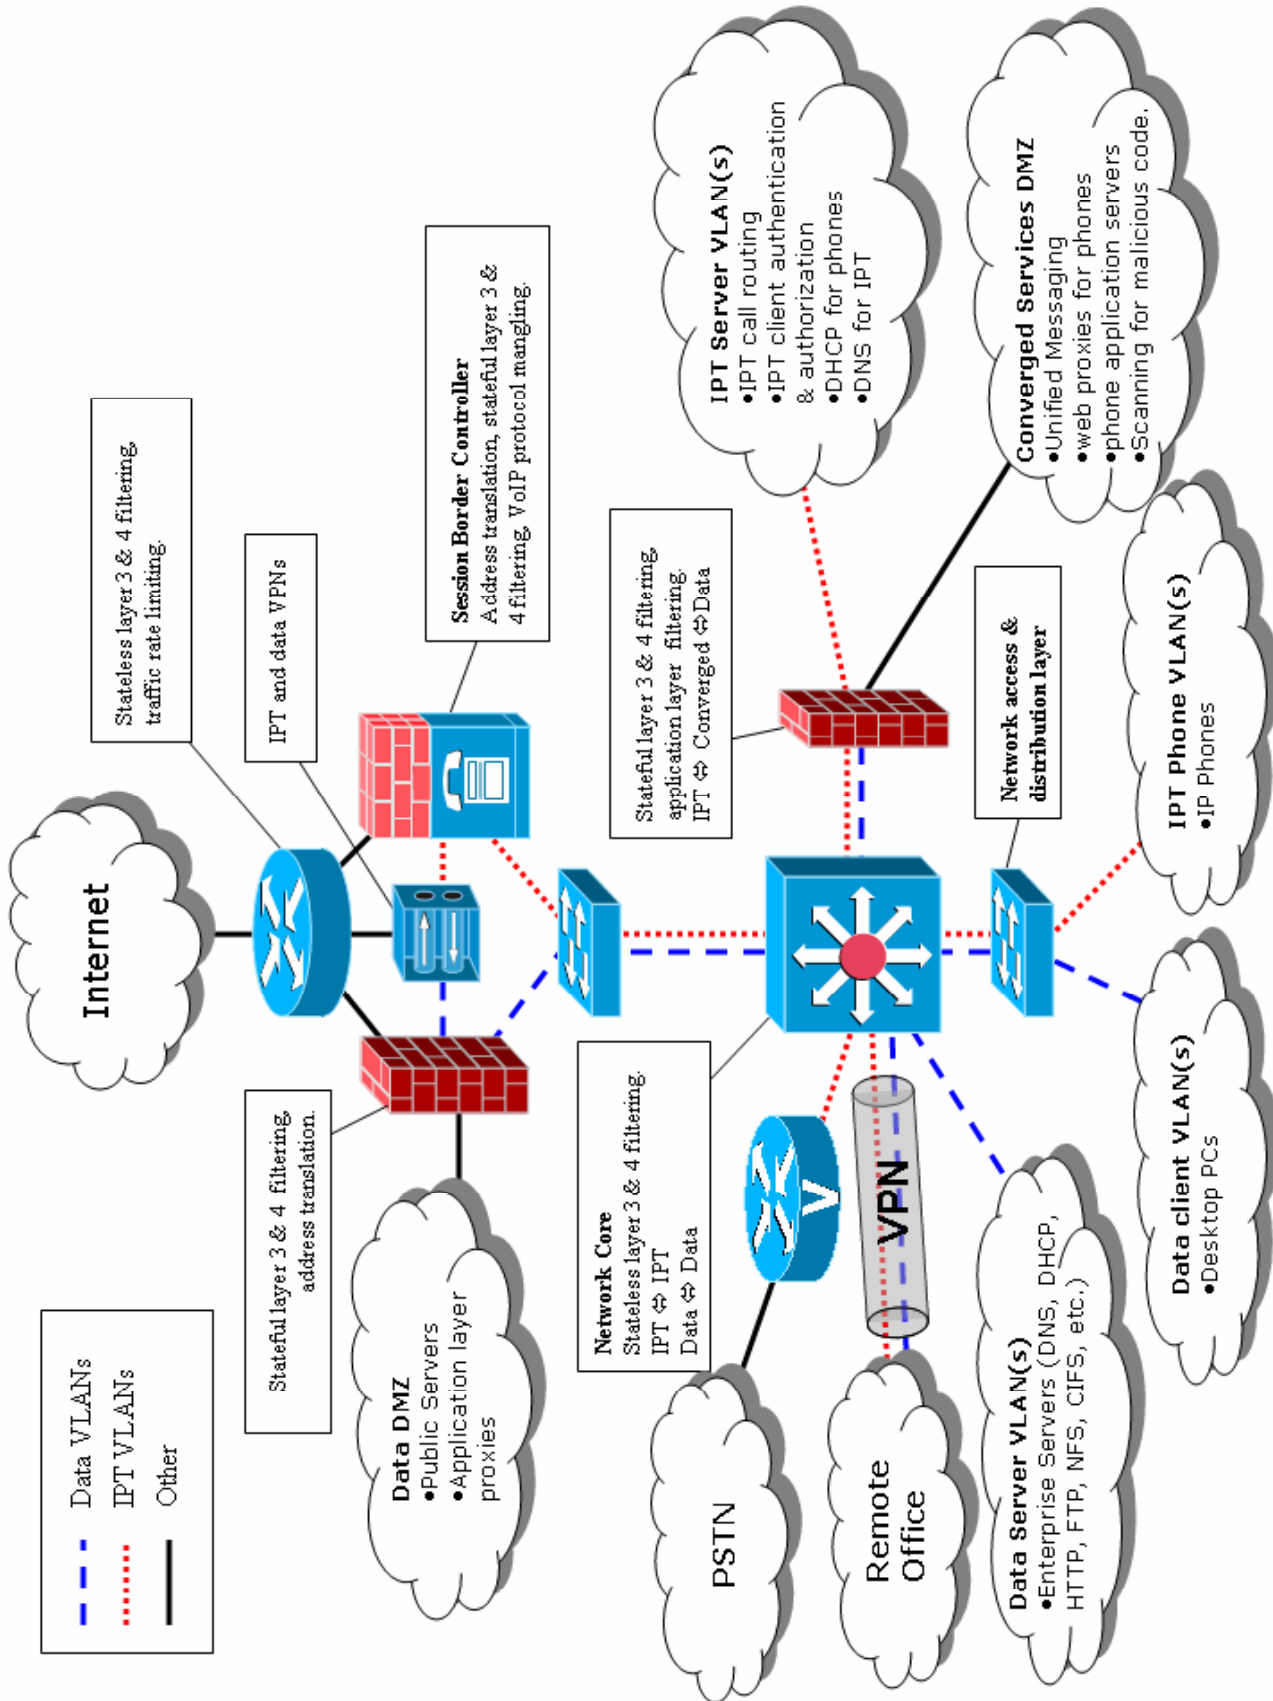 Data VLANs
IPT VLANs
Other
Internet
Stateless layer 3 & 4 filtering,
traffic rate limiting.
IPT and data VPNs
Session Border Controller
Address translation, stateful layer 3 &
4 filtering, VoIP protocol mangling.
Stateful layer 3 & 4 filtering,
address translation.
Data DMZ
•Public Servers
•Application layer
proxies
Network Core
Stateless layer 3 & 4 filtering.
IPT ⇔ IPT
Data ⇔ Data
Stateful layer 3 & 4 filtering,
application layer filtering.
IPT ⇔ Converged ⇔Data
IPT Server VLAN(s)
•IPT call routing
•IPT client authentication
& authorization
•DHCP for phones
•DNS for IPT
Converged Services DMZ
•Unified Messaging
•web proxies for phones
•phone application servers
•Scanning for malicious code.
PSTN
V
VPN
Remote
Office
Network access &
distribution layer
Data Server VLAN(s)
•Enterprise Servers (DNS, DHCP,
HTTP, FTP, NFS, CIFS, etc.)
Data client VLAN(s)
•Desktop PCs
IPT Phone VLAN(s)
•IP Phones